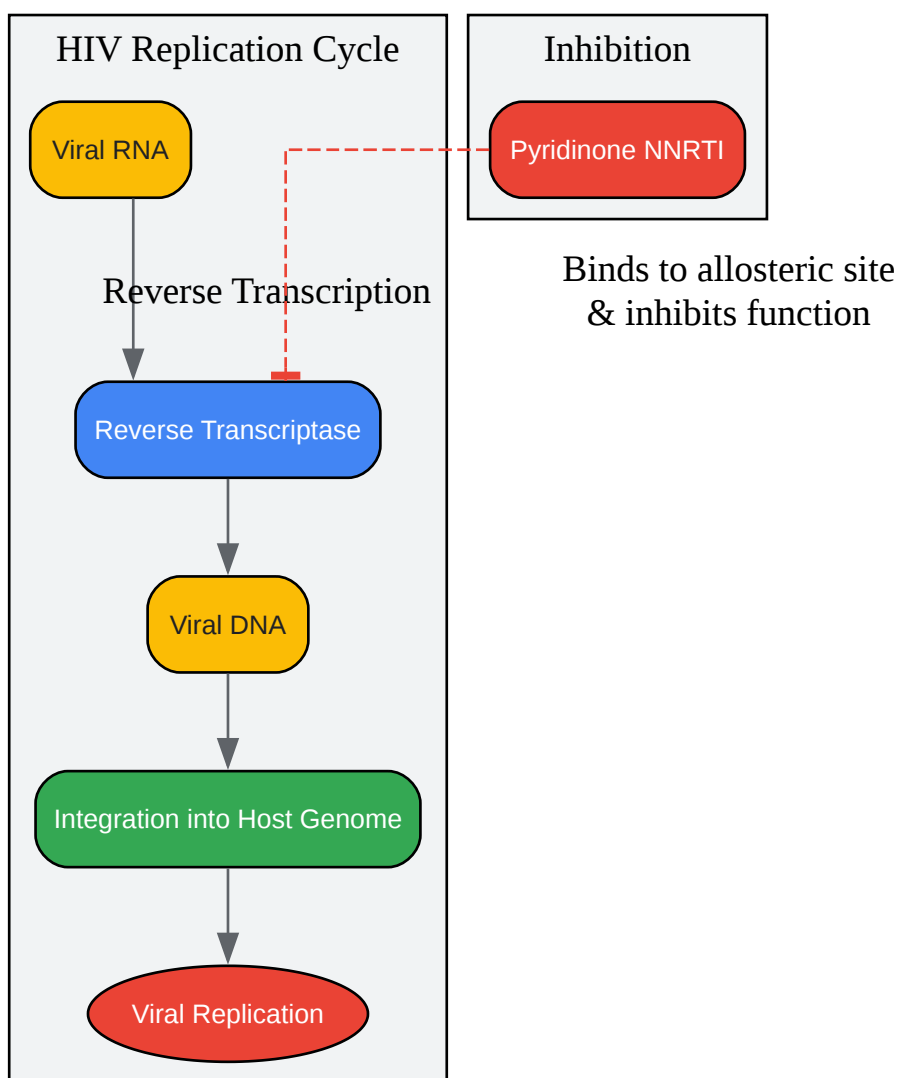 HIV Replication Cycle
Inhibition
Viral RNA
Pyridinone NNRTI
Reverse Transcription
Binds to allosteric site
& inhibits function
Reverse Transcriptase
Viral DNA
Integration into Host Genome
Viral Replication